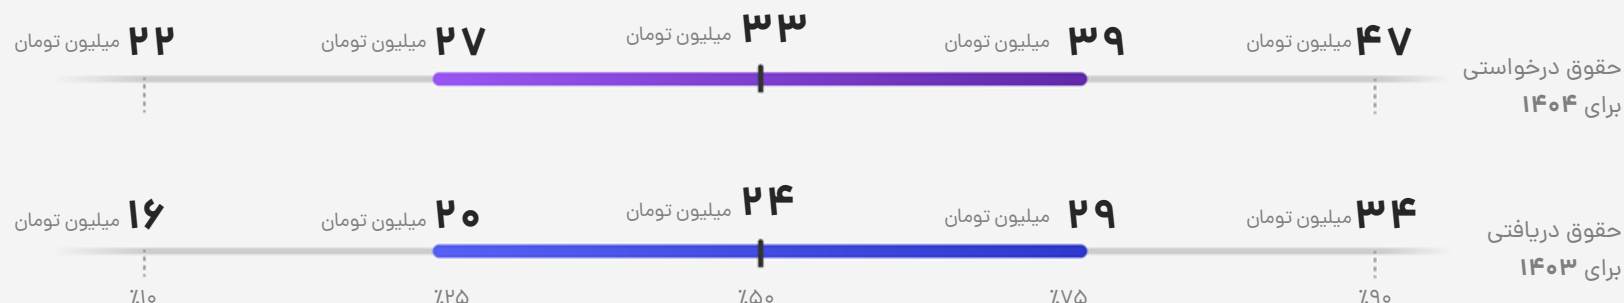 حقوق درخواستی
برای ۱۴۰۴
۴۷ میلیون تومان
۳۹ میلیون تومان
۳۳ میلیون تومان
۲۷ میلیون تومان
۲۲ میلیون تومان
حقوق دریافتی
برای ۱۴۰۳
۳۴ میلیون تومان
۲۹ میلیون تومان
۲۴ میلیون تومان
۲۰ میلیون تومان
۱۶ میلیون تومان
٪۹۰
٪۷۵
٪۵۰
٪۲۵
٪۱۰